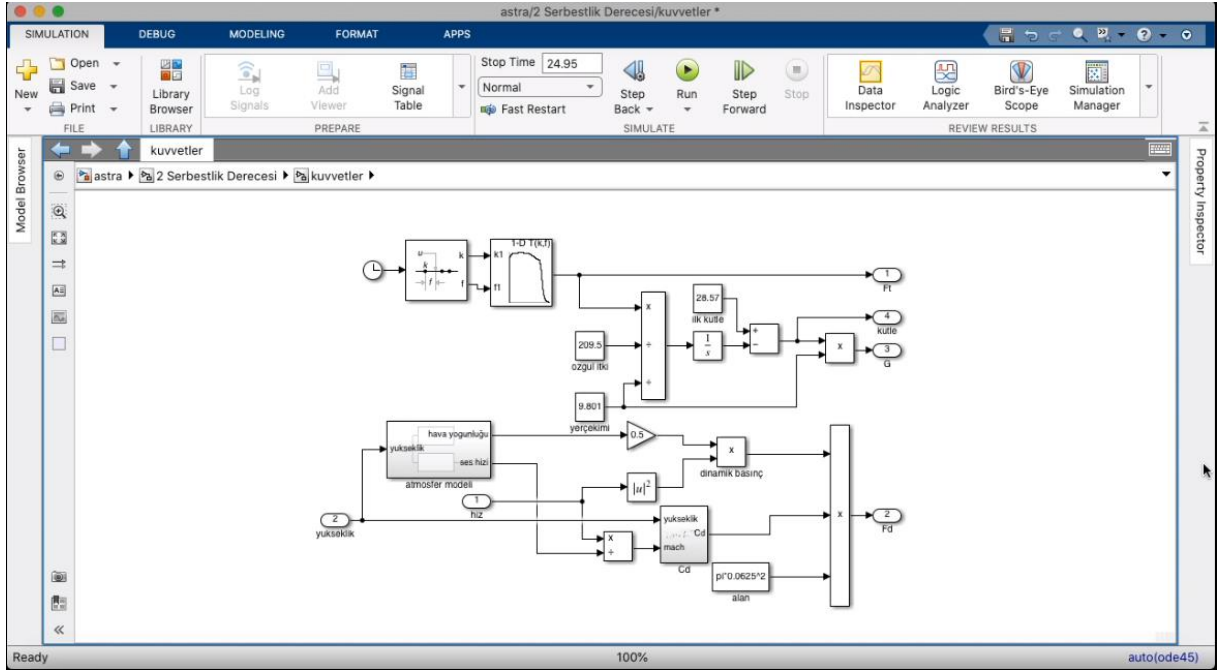 astra/2 Serbestlik Derecesi/kuvvetler *
SIMULATION DEBUG MODELING FORMAT APPS
New
Open
Save
Print
FILE
Library Browser
LIBRARY
Log Signals
Add Viewer
Signal Table
PREPARE
Stop Time 24.95
Normal
Fast Restart
Step Back
Run
Step Forward
Stop
SIMULATE
Data Inspector
Logic Analyzer
Bird's-Eye Scope
Simulation Manager
REVIEW RESULTS
Model Browser
Property Inspector
kuvvetler
astra 2 Serbestlik Derecesi kuvvetler
u
k
f
k
f
1-D T(k,f)
k1
f1
1
Ft
x
÷
÷
28.57
ilk kutle
209.5
ozgul itki
1
s
+
−
4
kutle
x
3
G
9.801
yerçekimi
yukseklik
hava yogunluğu
ses hizi
atmosfer modeli
0.5
x
dinamik basınç
|u|²
1
hiz
2
yukseklik
x
÷
yukseklik
Cd
mach
Cd
pi*0.0625^2
alan
x
2
Fd
Ready 100% auto(ode45)